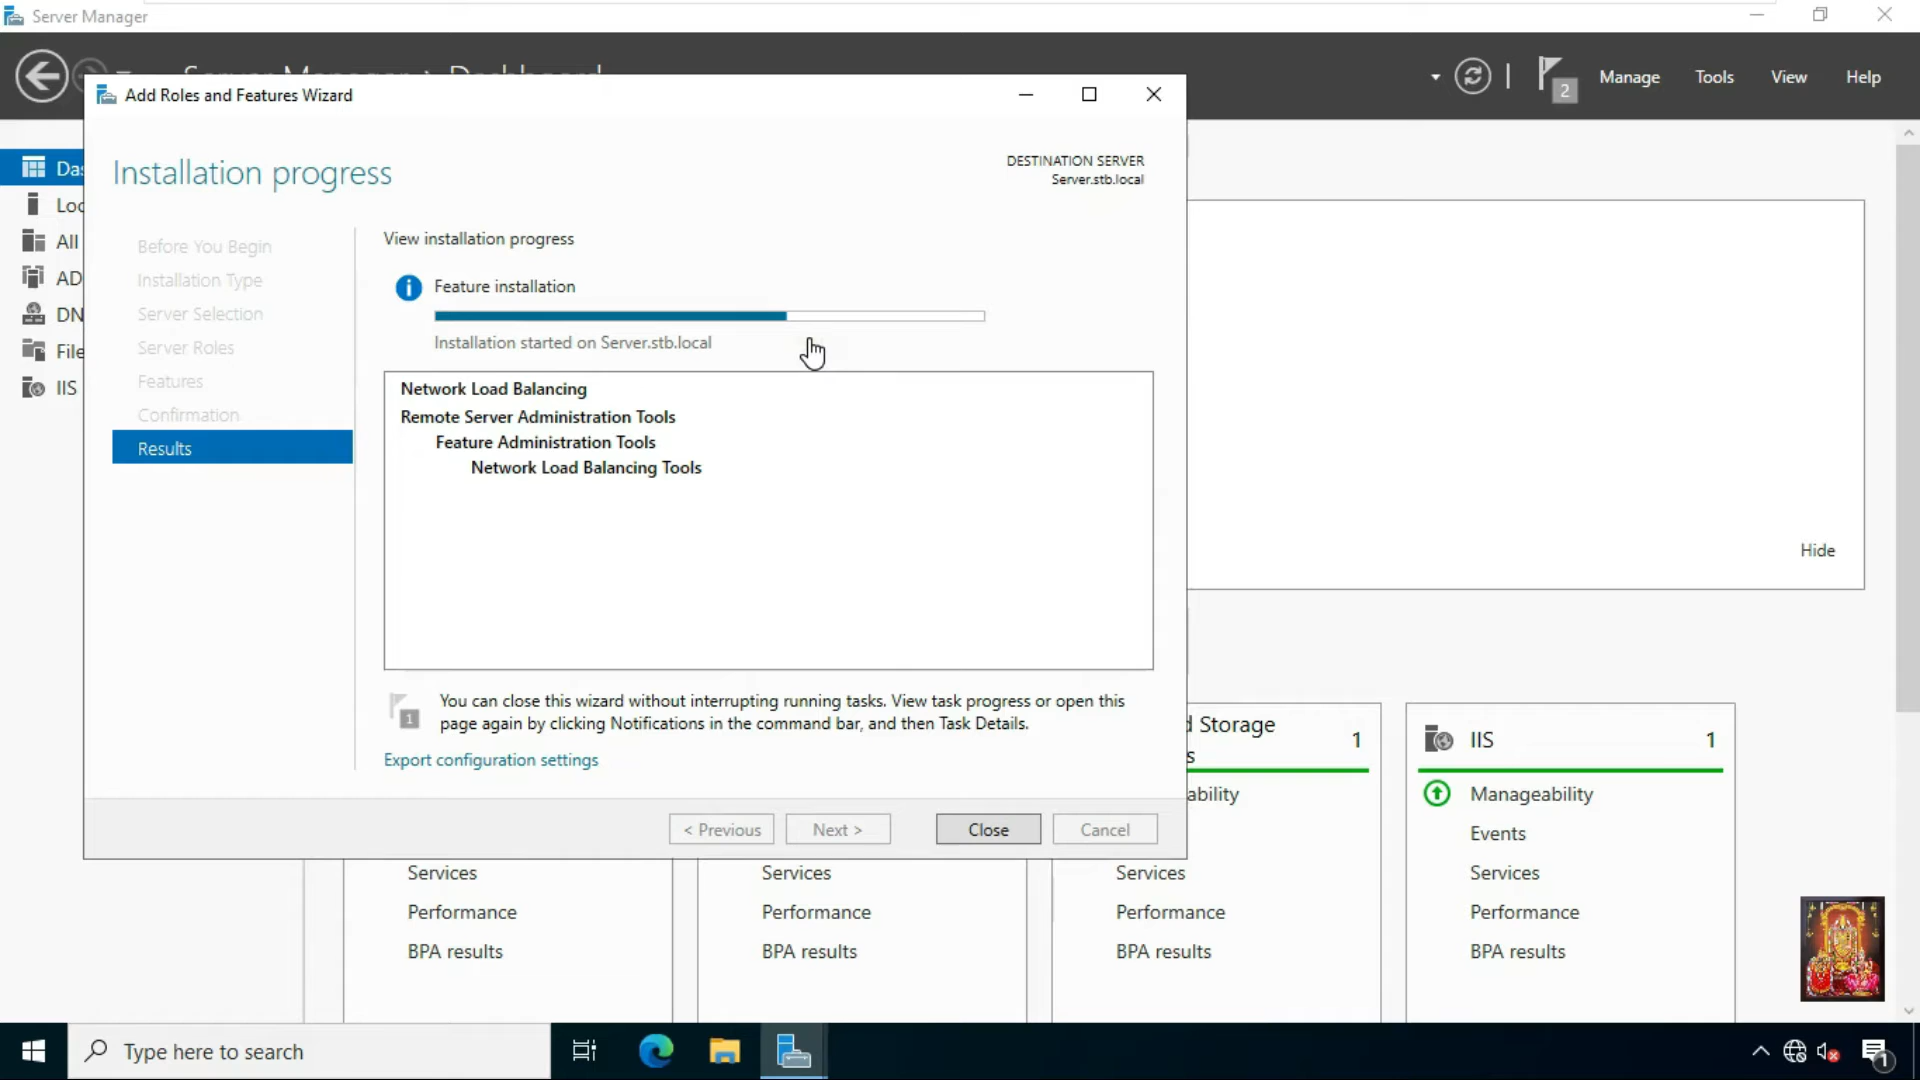 Server Manager
Manage
Tools
View
Help
2
Add Roles and Features Wizard
Installation progress
DESTINATION SERVER
Server.stb.local
Before You Begin
Installation Type
Server Selection
Server Roles
Features
Confirmation
Results
View installation progress
Feature installation
Installation started on Server.stb.local
Network Load Balancing
Remote Server Administration Tools
Feature Administration Tools
Network Load Balancing Tools
1
You can close this wizard without interrupting running tasks. View task progress or open this
page again by clicking Notifications in the command bar, and then Task Details.
Export configuration settings
< Previous
Next >
Close
Cancel
All
AD
IIS
Hide
Storage
1
Services
Performance
BPA results
Services
Performance
BPA results
Services
Performance
BPA results
IIS
1
Manageability
Events
Services
Performance
BPA results
Type here to search
1